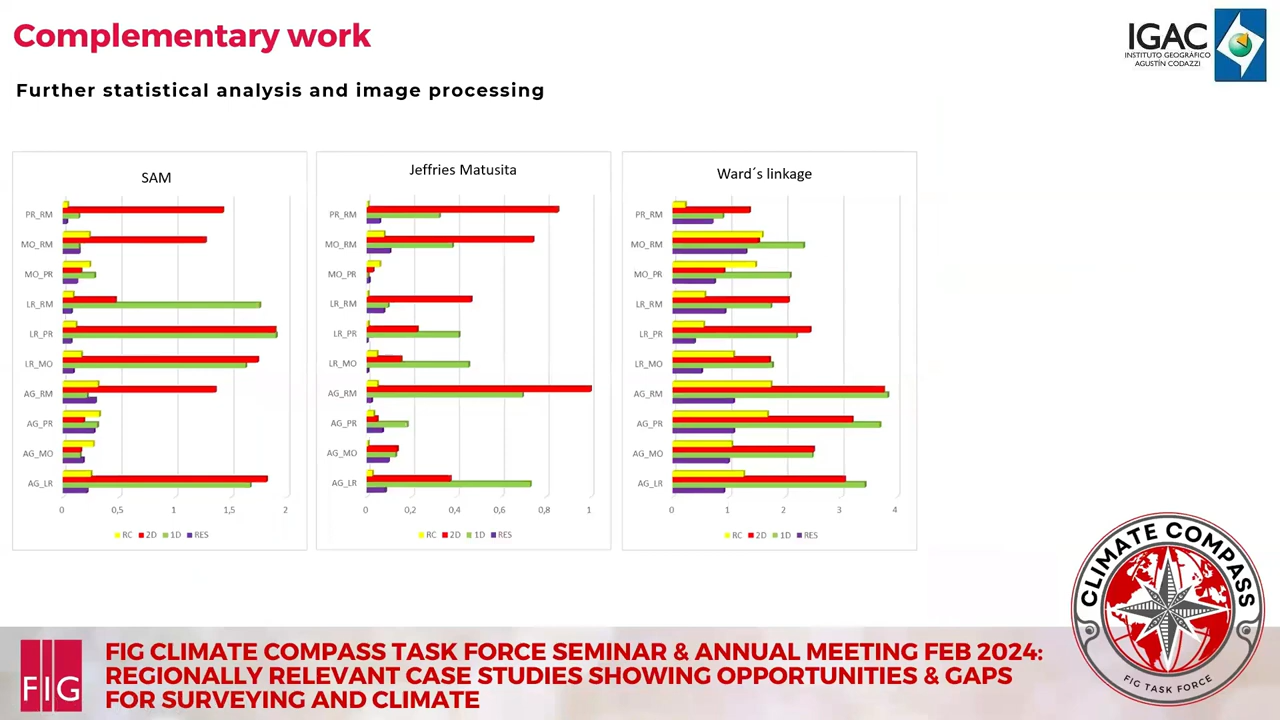 Complementary work
IGAC
INSTITUTO GEOGRÁFICO
AGUSTÍN CODAZZI
Further statistical analysis and image processing
SAM
PR_RM
MO_RM
MO_PR
LR_RM
LR_PR
LR_MO
AG_RM
AG_PR
AG_MO
AG_LR
0 0,5 1 1,5 2
RC 2D 1D RES
Jeffries Matusita
PR_RM
MO_RM
MO_PR
LR_RM
LR_PR
LR_MO
AG_RM
AG_PR
AG_MO
AG_LR
0 0,2 0,4 0,6 0,8 1
RC 2D 1D RES
Ward´s linkage
PR_RM
MO_RM
MO_PR
LR_RM
LR_PR
LR_MO
AG_RM
AG_PR
AG_MO
AG_LR
0 1 2 3 4
RC 2D 1D RES
CLIMATE COMPASS
FIG TASK FORCE
FIG
FIG CLIMATE COMPASS TASK FORCE SEMINAR & ANNUAL MEETING FEB 2024:
REGIONALLY RELEVANT CASE STUDIES SHOWING OPPORTUNITIES & GAPS
FOR SURVEYING AND CLIMATE